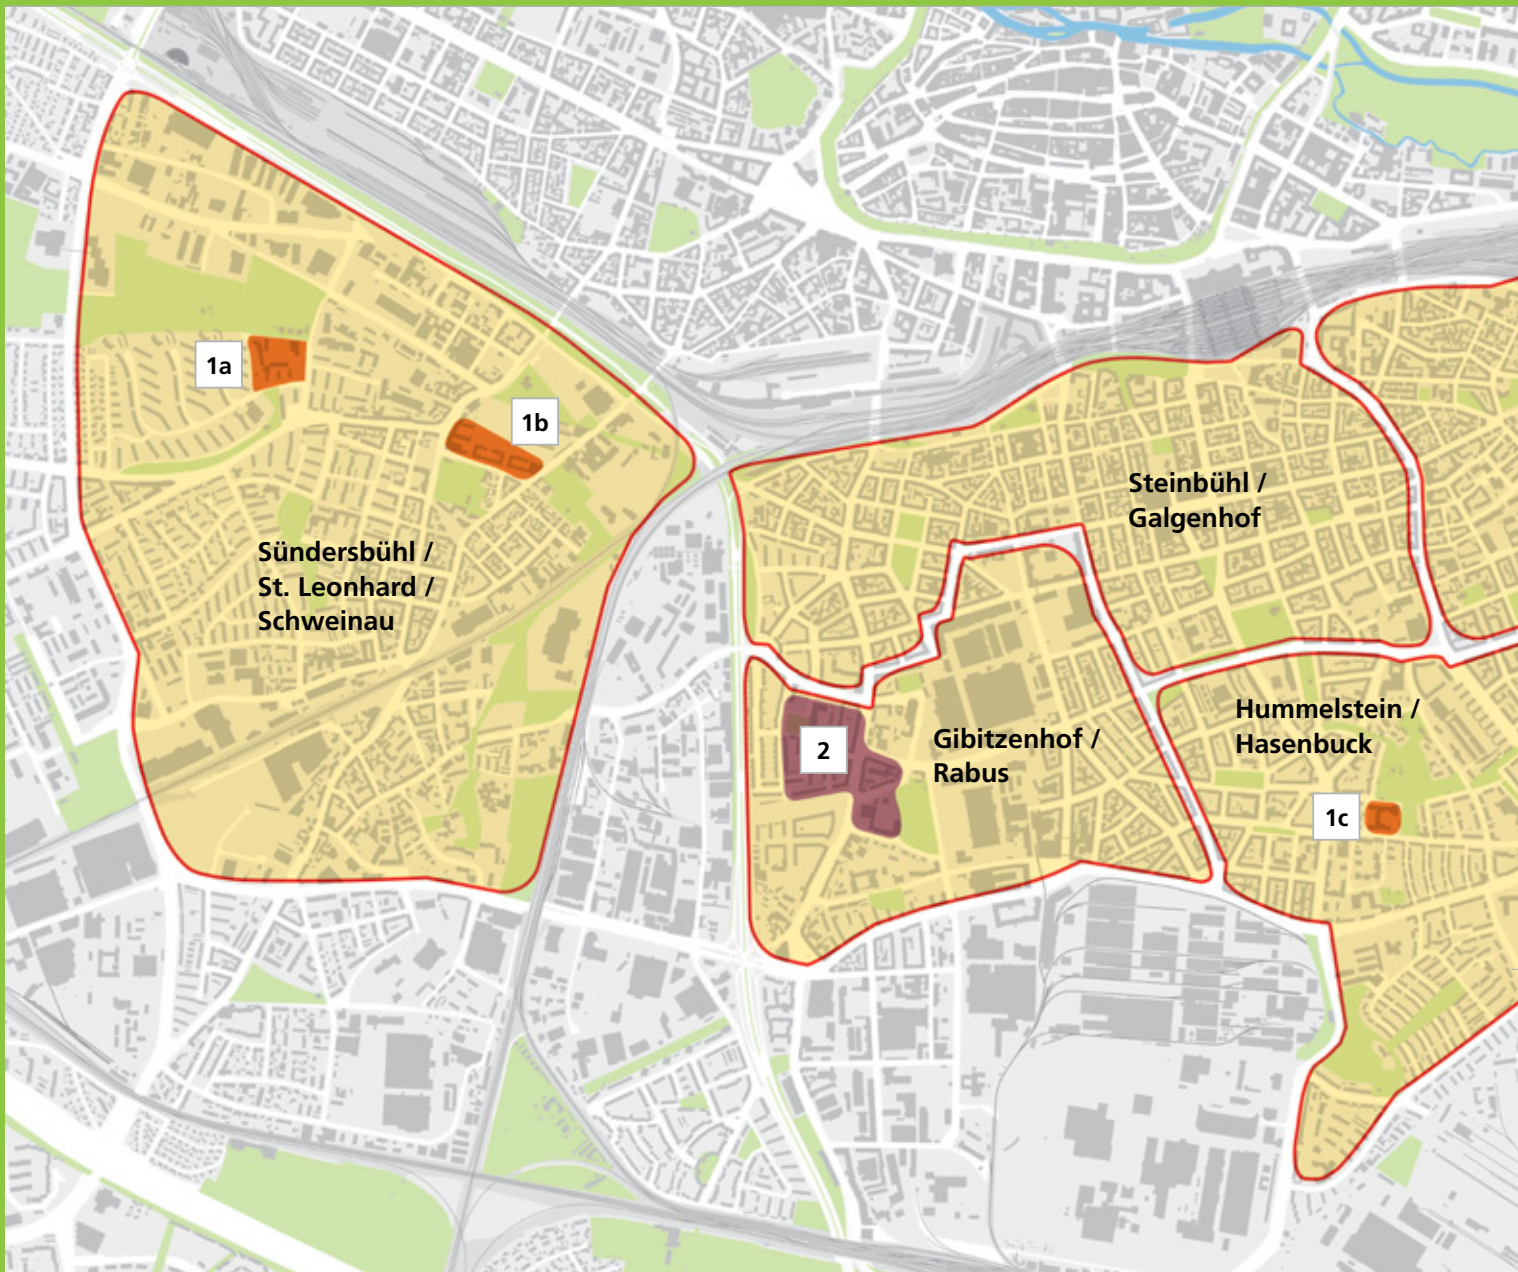 1a
1b
Steinbühl /
Galgenhof
Sündersbühl /
St. Leonhard /
Schweinau
Hummelstein /
Hasenbuck
2
Gibitzenhof /
Rabus
1c